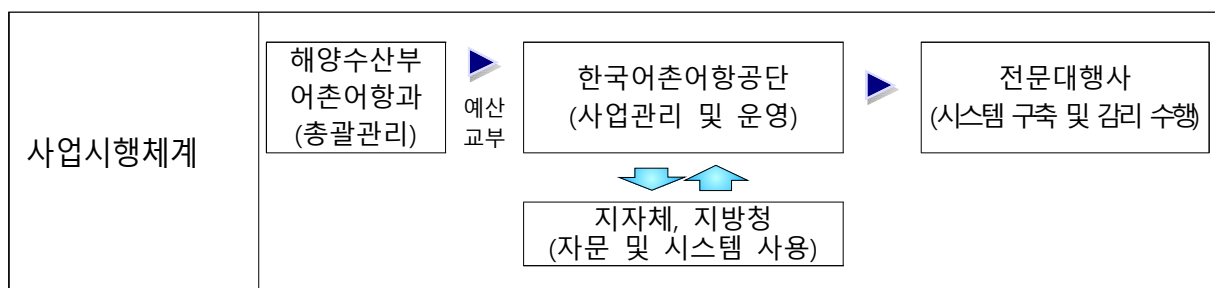 사업시행체계
해양수산부
어촌어항과
(총괄관리)
예산
교부
한국어촌어항공단
(사업관리 및 운영)
전문대행사
(시스템 구축 및 감리 수행)
지자체, 지방청
(자문 및 시스템 사용)